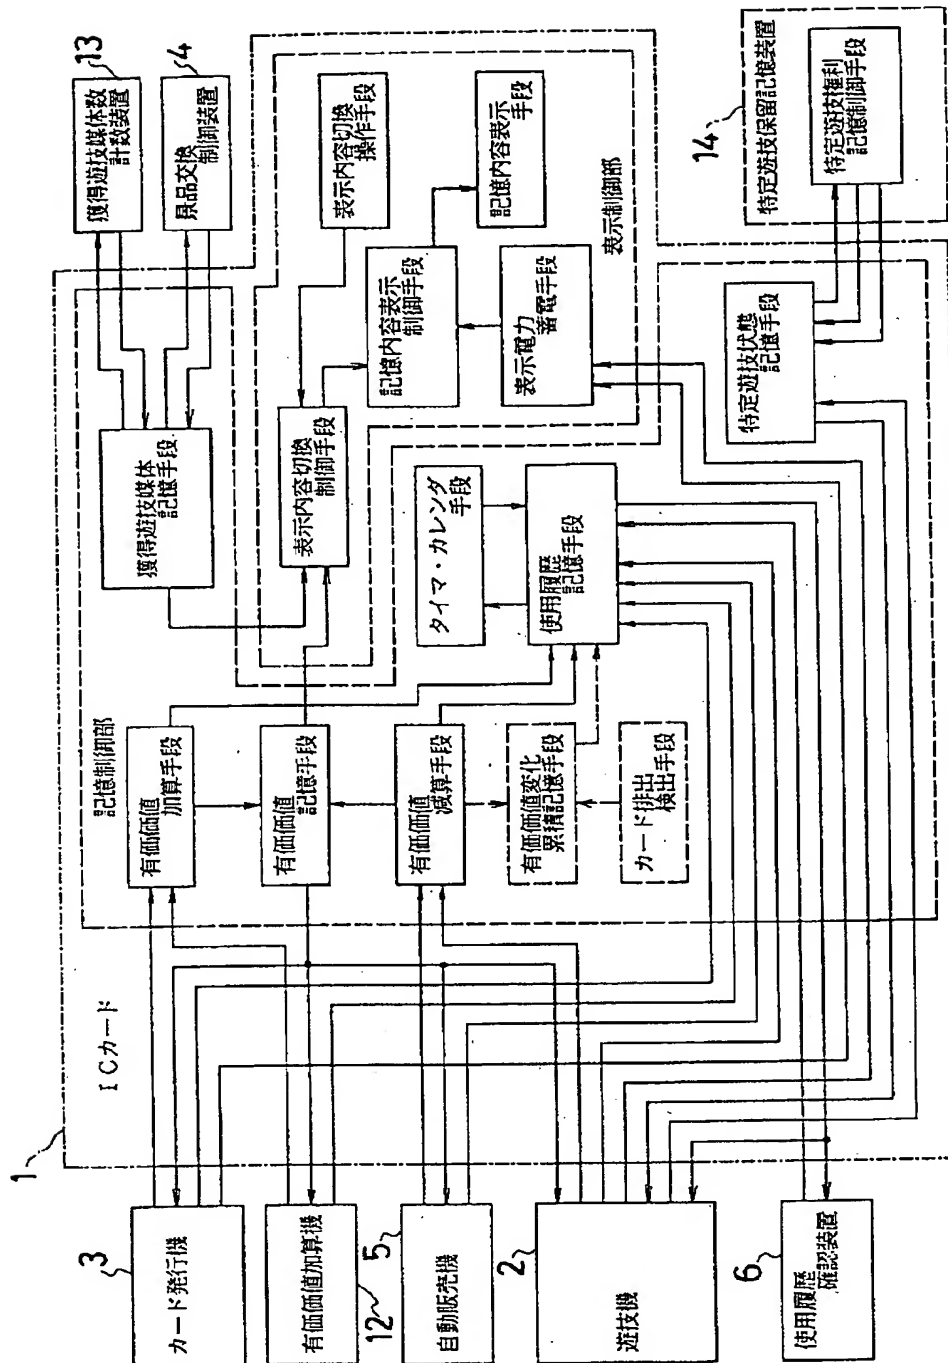 1
ICカード
記憶制御部
3
カード発行機
有価価値加算機
12
5
自動販売機
2
遊技機
6
使用履歴
確認装置
有価価値
加算手段
有価価値
記憶手段
有価価値
減算手段
有価価値変化
累積記憶手段
カード排出
検出手段
獲得遊技媒体
記憶手段
表示内容切換
制御手段
タイマ・カレンダ
手段
使用履歴
記憶手段
獲得遊技媒体数
計数装置
13
景品交換
制御装置
4
表示内容切換
操作手段
記憶内容表示
制御手段
記憶内容表示
手段
表示電力
蓄電手段
表示制御部
特定遊技状態
記憶手段
14
特定遊技保留記憶装置
特定遊技権利
記憶制御手段